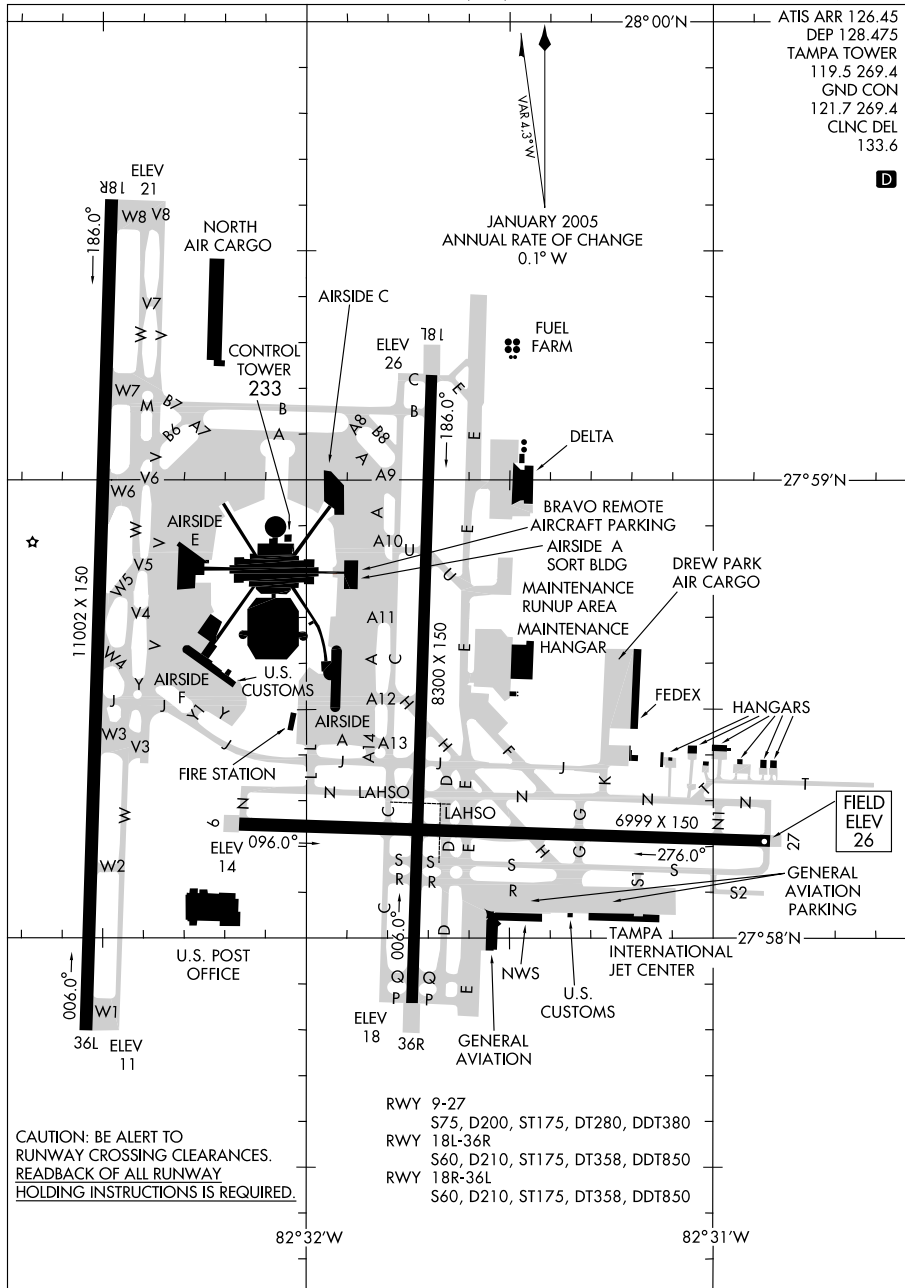 28°00'N
ATIS ARR 126.45
DEP 128.475
TAMPA TOWER
119.5 269.4
GND CON
121.7 269.4
CLNC DEL
133.6
D
VAR 4.3° W
JANUARY 2005
ANNUAL RATE OF CHANGE
0.1° W
18R
ELEV
21
186.0°
W8 V8
NORTH
AIR CARGO
V7
W V
AIRSIDE C
CONTROL
TOWER
233
ELEV
26
18L
FUEL
FARM
W7
M
B7
B
C
E
B6
A7
A
A8
B8
B
186.0°
E
DELTA
V
A
A9
V6
W6
27°59'N
BRAVO REMOTE
AIRCRAFT PARKING
AIRSIDE A
SORT BLDG
DREW PARK
AIR CARGO
AIRSIDE
E
W
V
A
A10
U
U
E
11002 X 150
V5
W5
MAINTENANCE
RUNUP AREA
MAINTENANCE
HANGAR
V4
V
A11
W4
A
C
8300 X 150
E
Y
AIRSIDE
U.S.
CUSTOMS
F
J
J
Y1
Y
AIRSIDE
A12
H
FEDEX
HANGARS
W3
V3
J
L
A
A14
A13
H
F
FIRE STATION
L
J
J
D
E
J
K
T
T
W
N
N
LAHSO
C
LAHSO
N
G
N
N1
N
9
6999 X 150
27
FIELD
ELEV
26
ELEV
14
096.0°
D
E
H
G
276.0°
W2
S
S
R
R
S
R
S1
S
S2
GENERAL
AVIATION
PARKING
U.S. POST
OFFICE
C
006.0°
D
E
NWS
TAMPA
INTERNATIONAL
JET CENTER
27°58'N
U.S.
CUSTOMS
006.0°
W1
Q
Q
P
P
36L
ELEV
11
ELEV
18
36R
GENERAL
AVIATION
RWY 9-27
S75, D200, ST175, DT280, DDT380
RWY 18L-36R
S60, D210, ST175, DT358, DDT850
RWY 18R-36L
S60, D210, ST175, DT358, DDT850
CAUTION: BE ALERT TO
RUNWAY CROSSING CLEARANCES.
READBACK OF ALL RUNWAY
HOLDING INSTRUCTIONS IS REQUIRED.
82°32'W
82°31'W